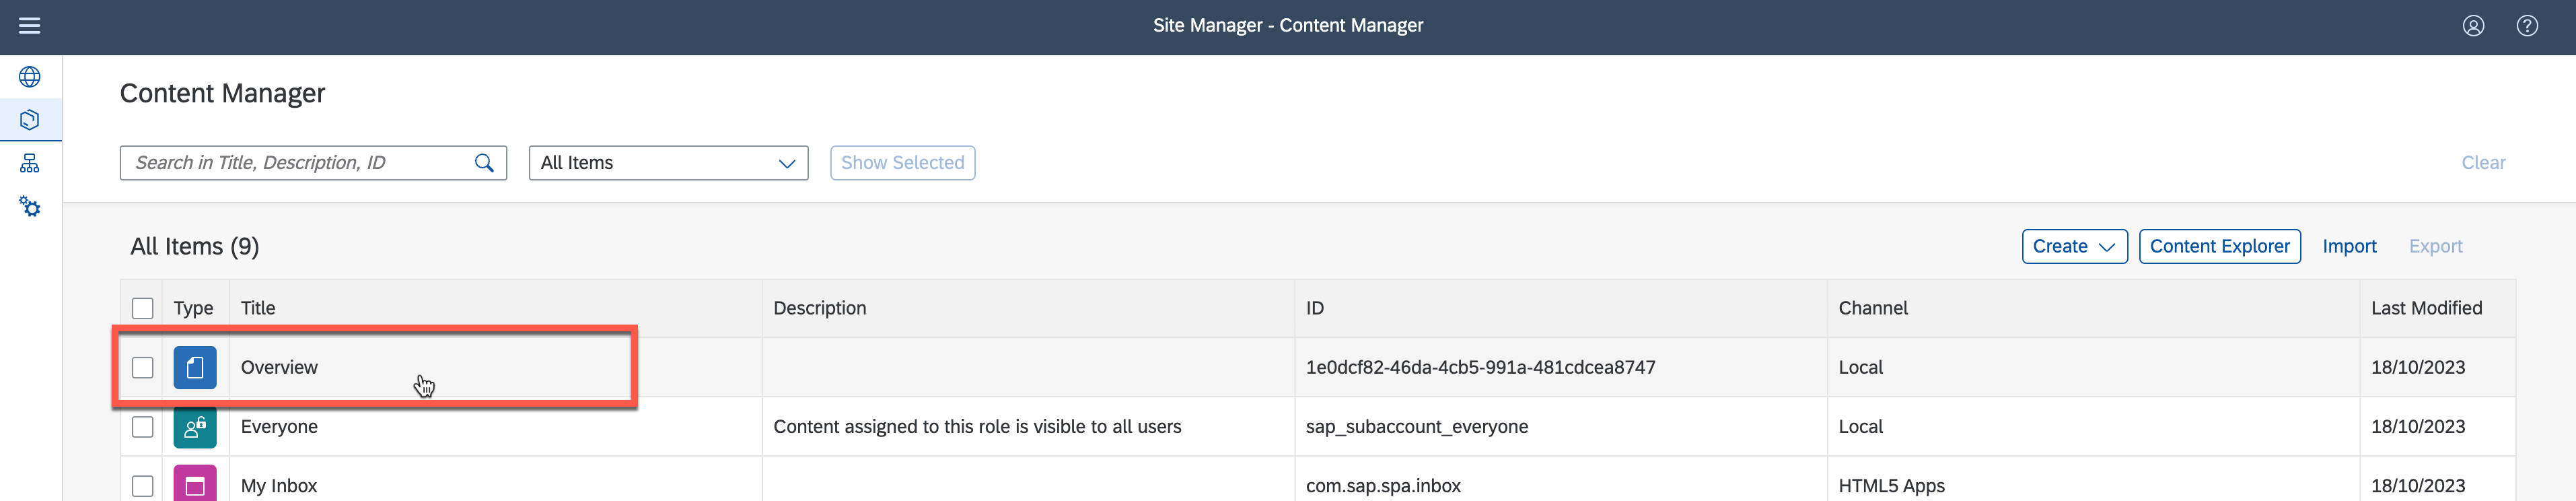 Site Manager - Content Manager
Content Manager
Search in Title, Description, ID All Items Show Selected Clear
All Items (9) Create Content Explorer Import Export
Type Title Description ID Channel Last Modified
Overview 1e0dcf82-46da-4cb5-991a-481cdcea8747 Local 18/10/2023
Everyone Content assigned to this role is visible to all users sap_subaccount_everyone Local 18/10/2023
My Inbox com.sap.spa.inbox HTML5 Apps 18/10/2023